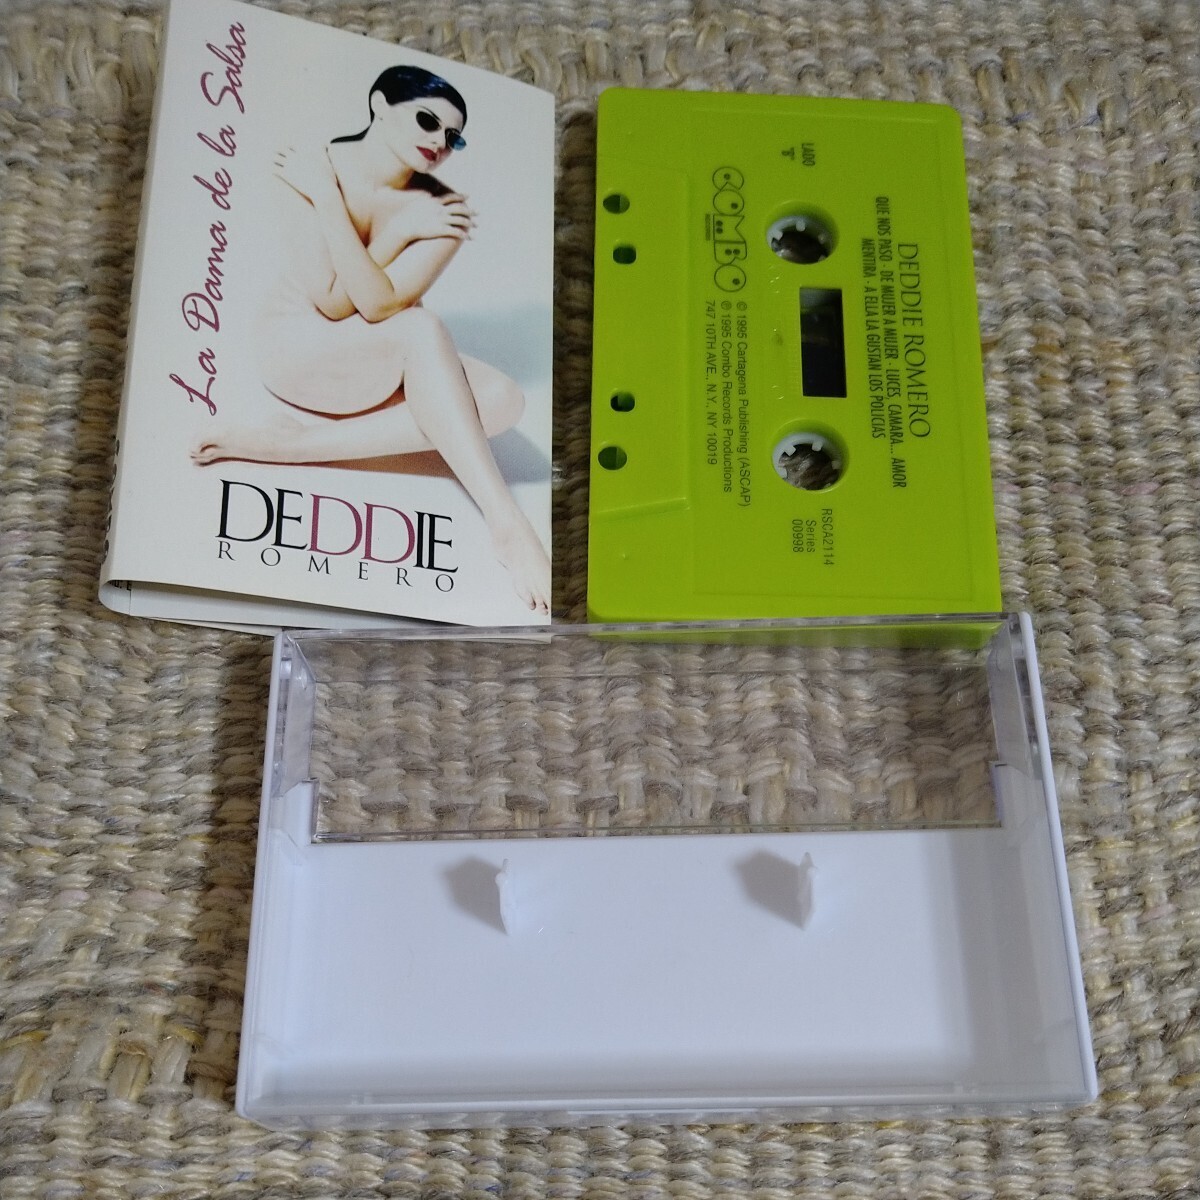 La Dama de la Salsa
DEDDIE
ROMERO
LADO
COMBO
RECORDS
DEDDIE ROMERO
QUE NOS PASO - DE MUJER A MUJER - LUCES, CAMARA... AMOR
MENTIRA - A ELLA LA GUSTAN LOS POLICIAS
© 1995 Cartagena Publishing (ASCAP)
℗ 1995 Combo Records Productions
747 10TH AVE., N.Y., NY 10019
RSCA2114
Series
00998